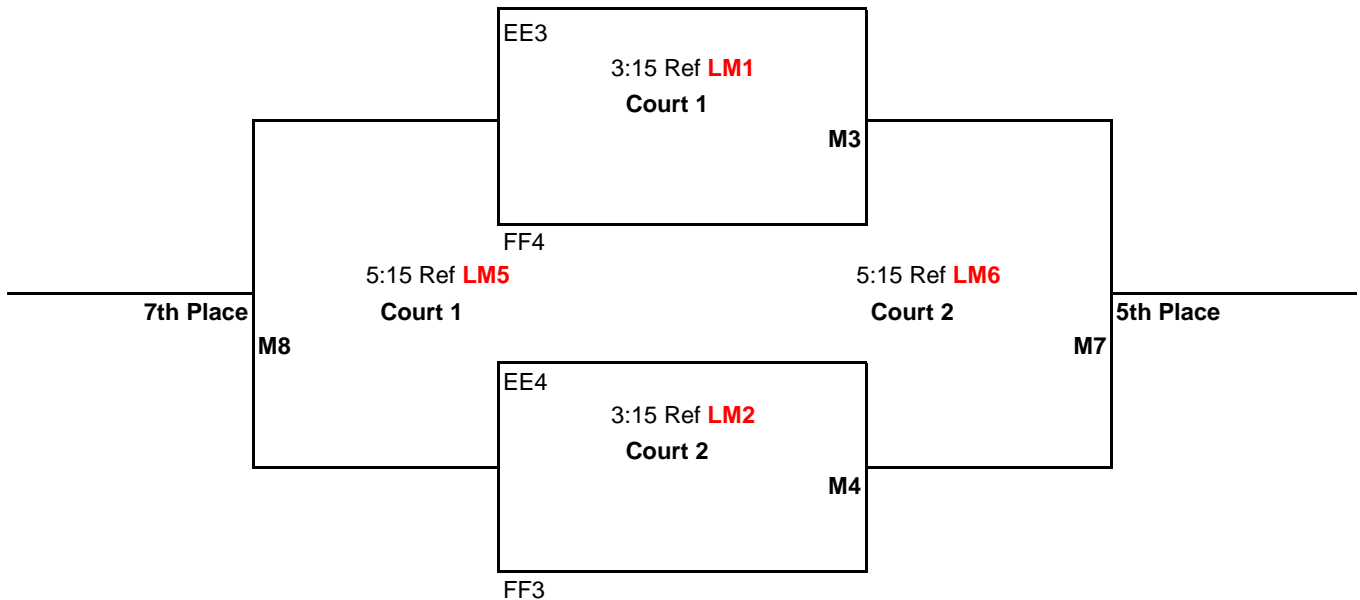 EE3
3:15 Ref LM1
Court 1
M3
FF4
5:15 Ref LM5
5:15 Ref LM6
7th Place
Court 1
Court 2
5th Place
M8
M7
EE4
3:15 Ref LM2
Court 2
M4
FF3